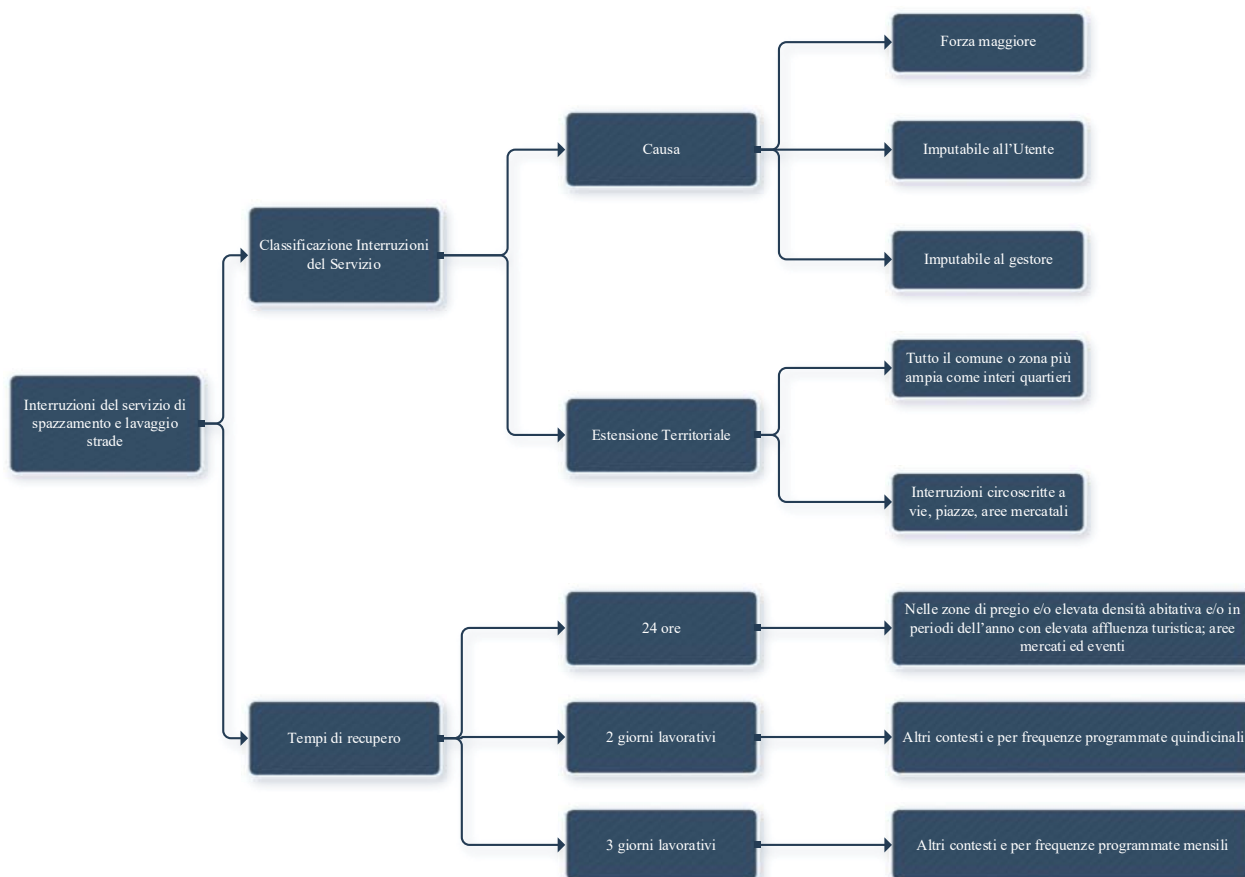 Interruzioni del servizio di
spazzamento e lavaggio
strade
Classificazione Interruzioni
del Servizio
Causa
Forza maggiore
Imputabile all’Utente
Imputabile al gestore
Estensione Territoriale
Tutto il comune o zona più
ampia come interi quartieri
Interruzioni circoscritte a
vie, piazze, aree mercatali
Tempi di recupero
24 ore
Nelle zone di pregio e/o elevata densità abitativa e/o in
periodi dell’anno con elevata affluenza turistica; aree
mercati ed eventi
2 giorni lavorativi
Altri contesti e per frequenze programmate quindicinali
3 giorni lavorativi
Altri contesti e per frequenze programmate mensili